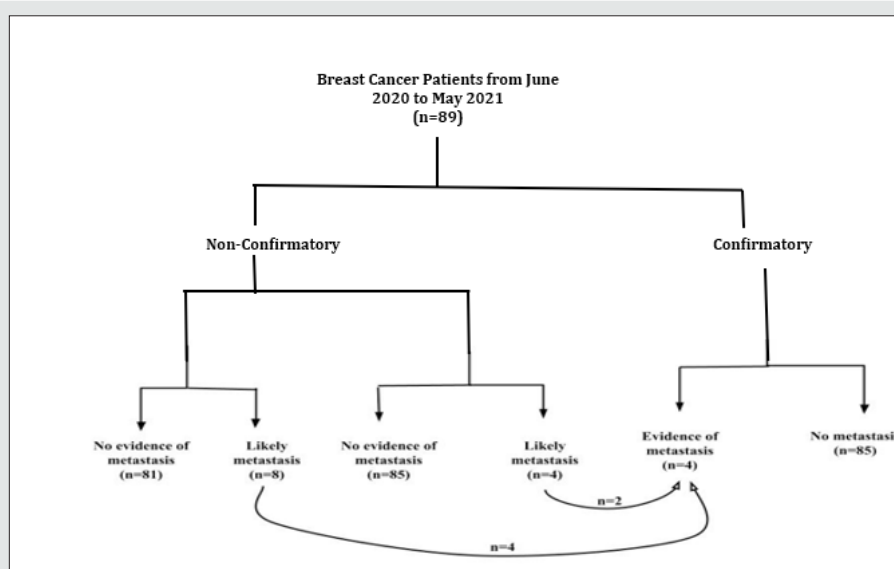 Breast Cancer Patients from June
2020 to May 2021
(n=89)
Non-Confirmatory
Confirmatory
No evidence of
metastasis
(n=81)
Likely
metastasis
(n=8)
No evidence of
metastasis
(n=85)
Likely
metastasis
(n=4)
Evidence of
metastasis
(n=4)
No metastasi
(n=85)
n=2
n=4